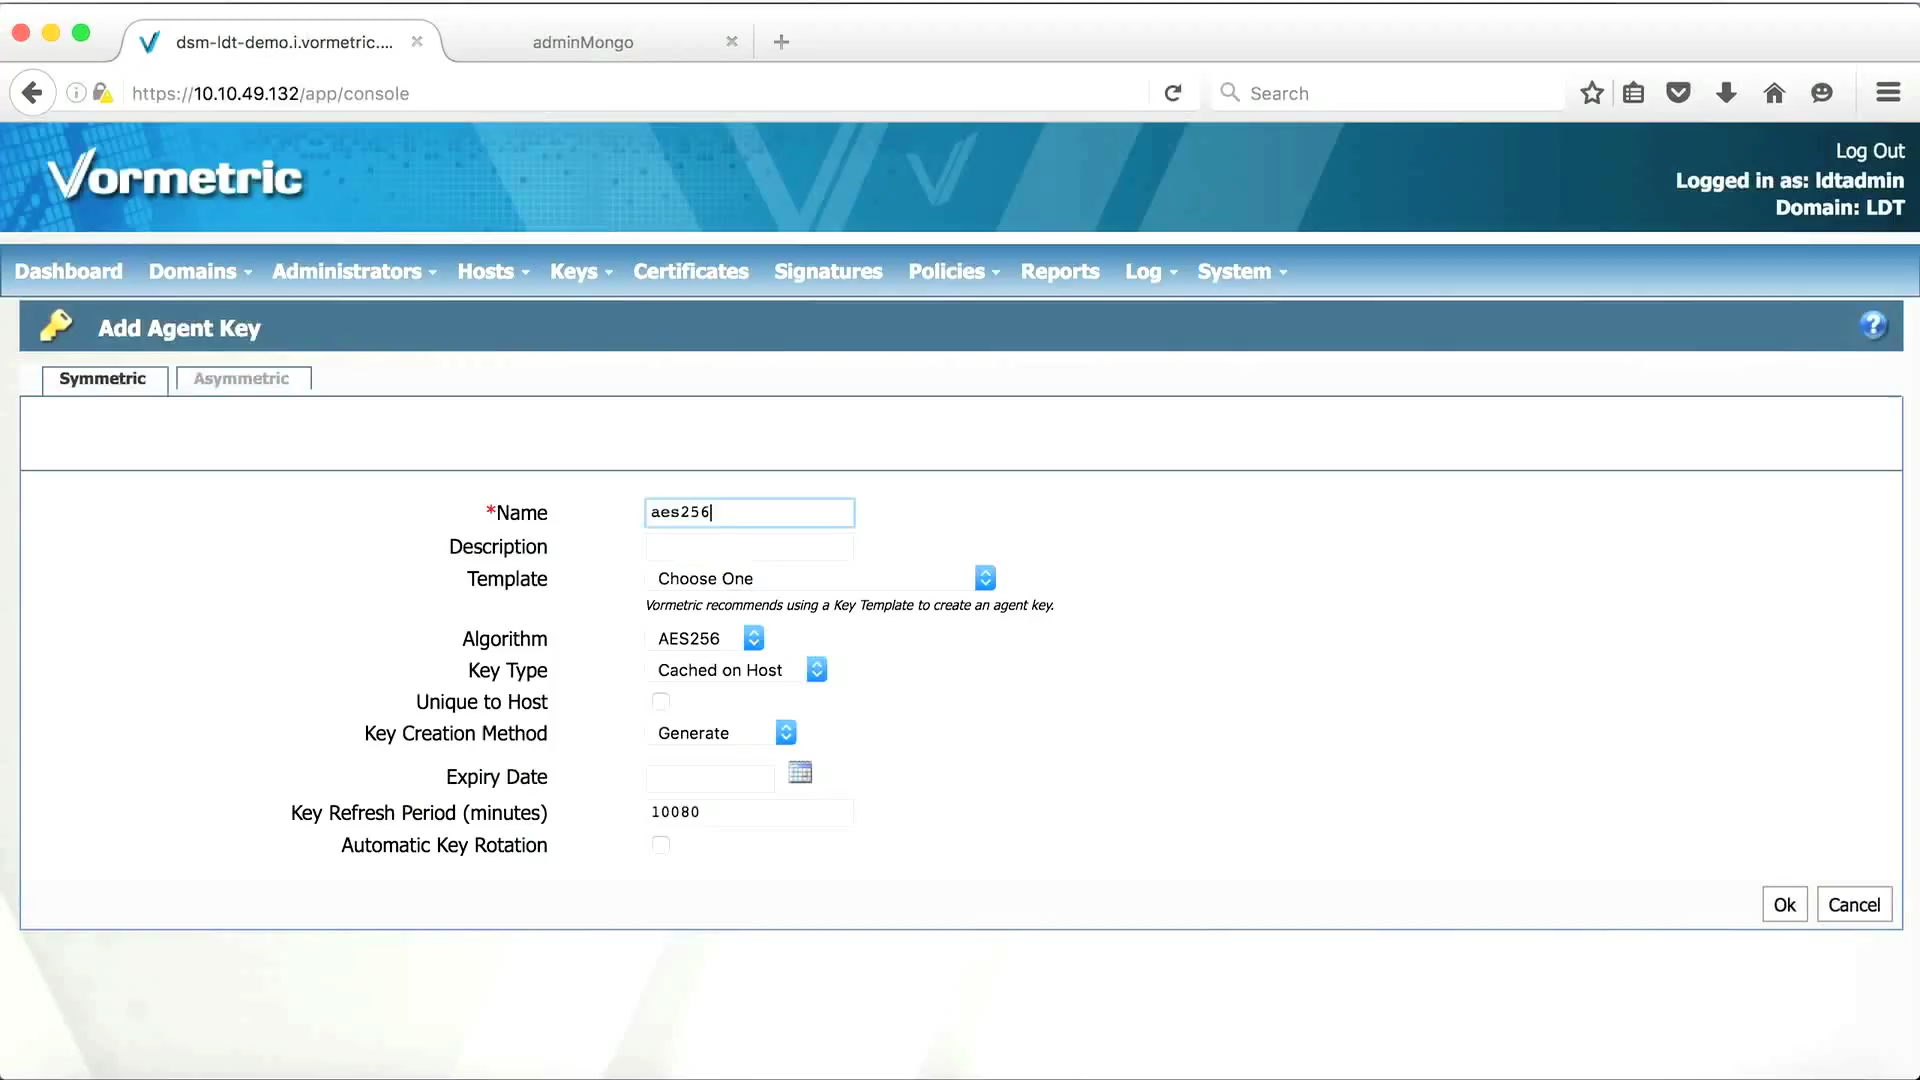 dsm-ldt-demo.i.vormetric....
adminMongo
https://10.10.49.132/app/console
Search
Vormetric
Log Out
Logged in as: ldtadmin
Domain: LDT
Dashboard Domains Administrators Hosts Keys Certificates Signatures Policies Reports Log System
Add Agent Key
Symmetric Asymmetric
*Name aes256
Description
Template Choose One
Vormetric recommends using a Key Template to create an agent key.
Algorithm AES256
Key Type Cached on Host
Unique to Host
Key Creation Method Generate
Expiry Date
Key Refresh Period (minutes) 10080
Automatic Key Rotation
Ok Cancel